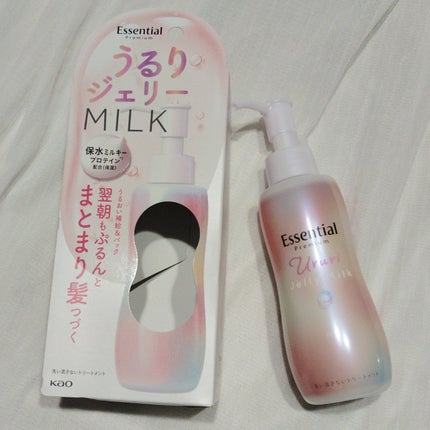 Essential
Premium
うるり
ジェリー
MILK
保水ミルキー
プロテイン
配合(保湿)
うるおい補給&パック
翌朝もぷるんと
まとまり髪つづく
洗い流さないトリートメント
Kao
Essential
Premium
Ururi
Jelly Milk
洗い流さないトリートメント